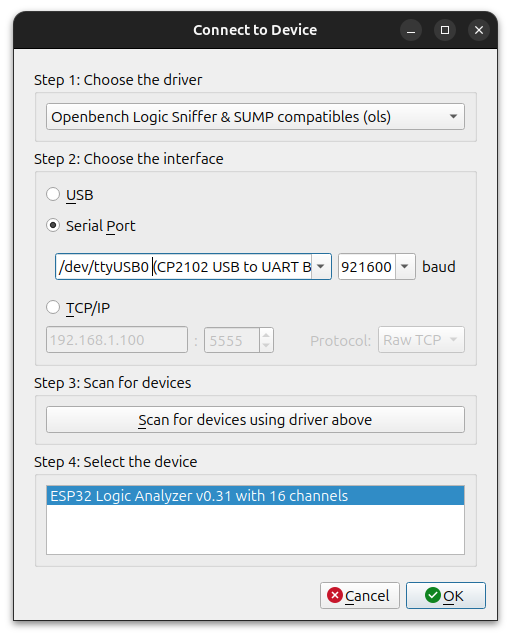 Connect to Device
Step 1: Choose the driver
Openbench Logic Sniffer & SUMP compatibles (ols)
Step 2: Choose the interface
USB
Serial Port
/dev/ttyUSB0 (CP2102 USB to UART B 921600 baud
TCP/IP
192.168.1.100 : 5555 Protocol: Raw TCP
Step 3: Scan for devices
Scan for devices using driver above
Step 4: Select the device
ESP32 Logic Analyzer v0.31 with 16 channels
Cancel OK